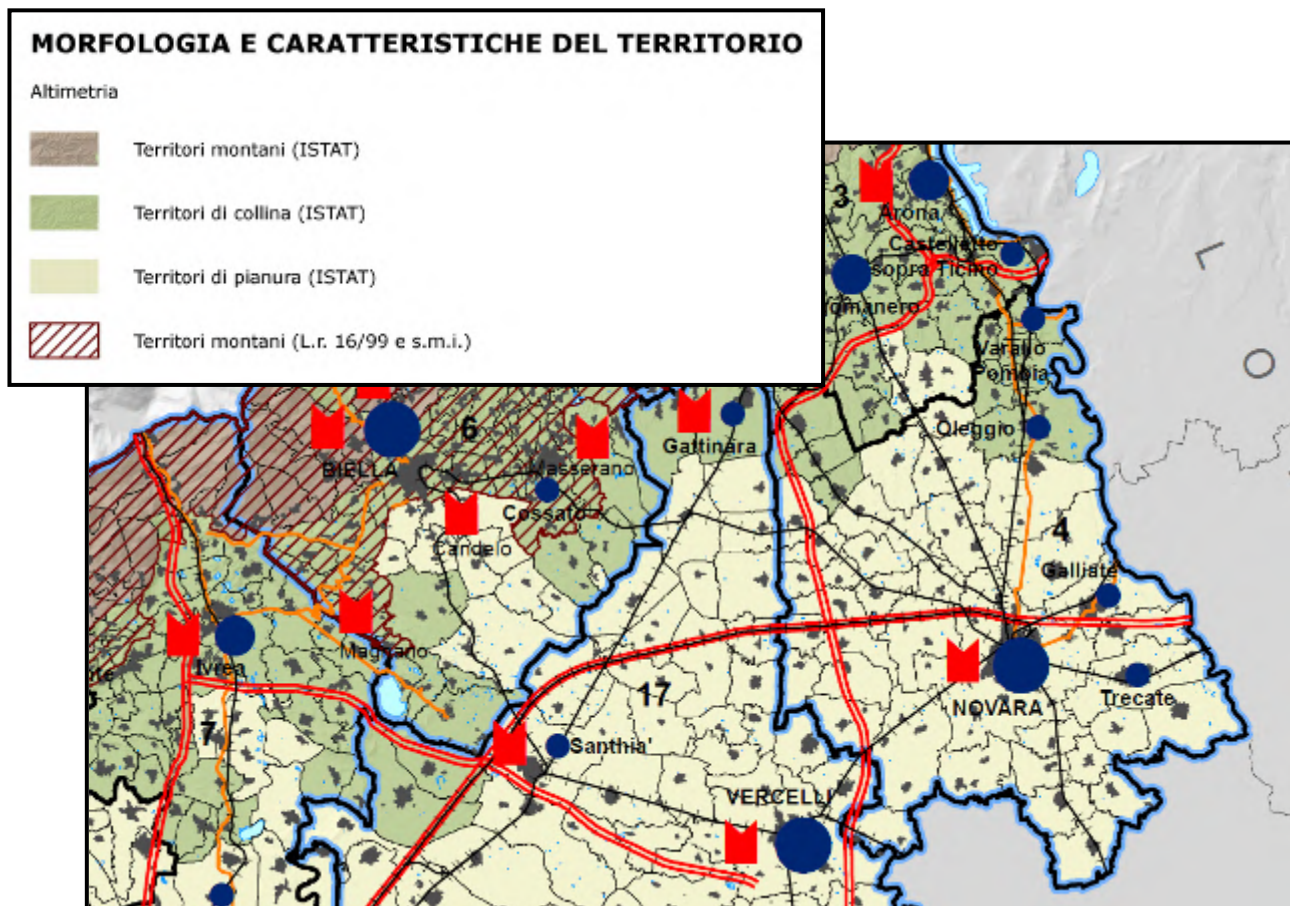 MORFOLOGIA E CARATTERISTICHE DEL TERRITORIO
Altimetria
Territori montani (ISTAT)
Territori di collina (ISTAT)
Territori di pianura (ISTAT)
Territori montani (L.r. 16/99 e s.m.i.)
3
Arona
Castelletto
sopra Ticino
L
omanero
Varallo
Pombia
O
6
Gattinara
Oleggio
BIELLA
Masserano
Cossato
Candelo
4
Galliate
Magnano
Ivrea
17
NOVARA
Trecate
7
Santhia'
VERCELLI